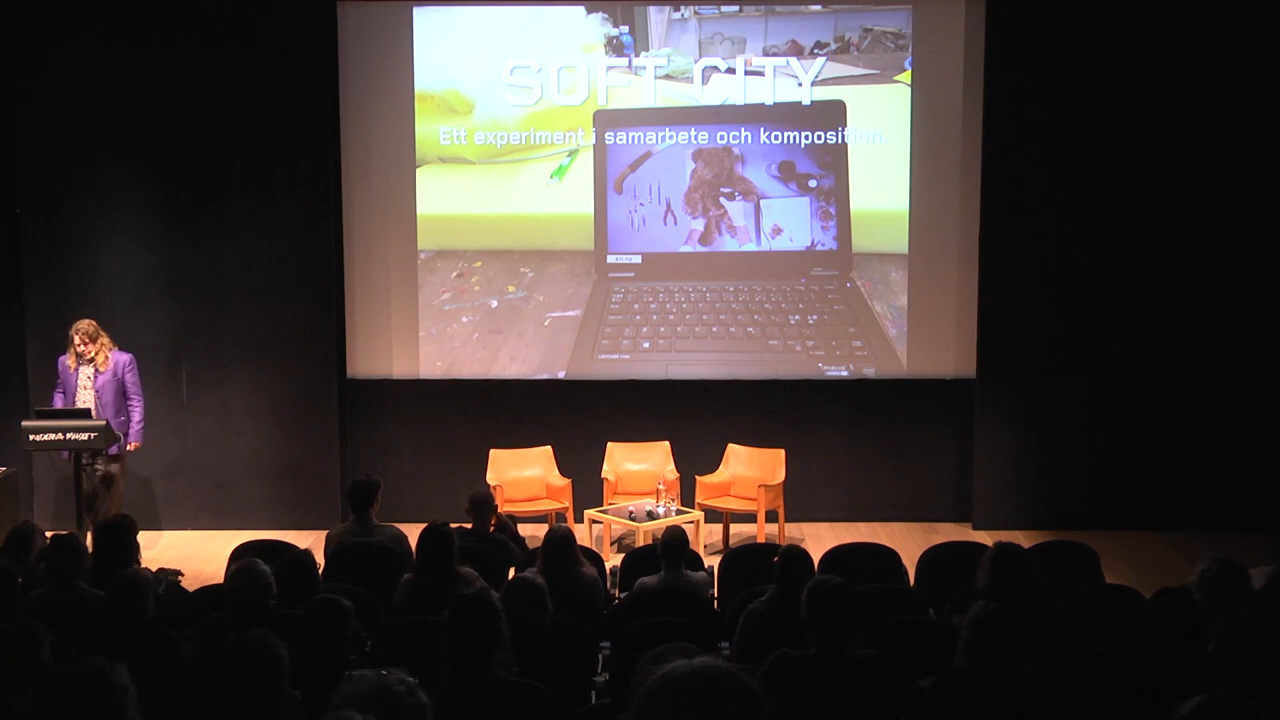 SOFT CITY
Ett experiment i samarbete och komposition.
MODERNA MUSEET